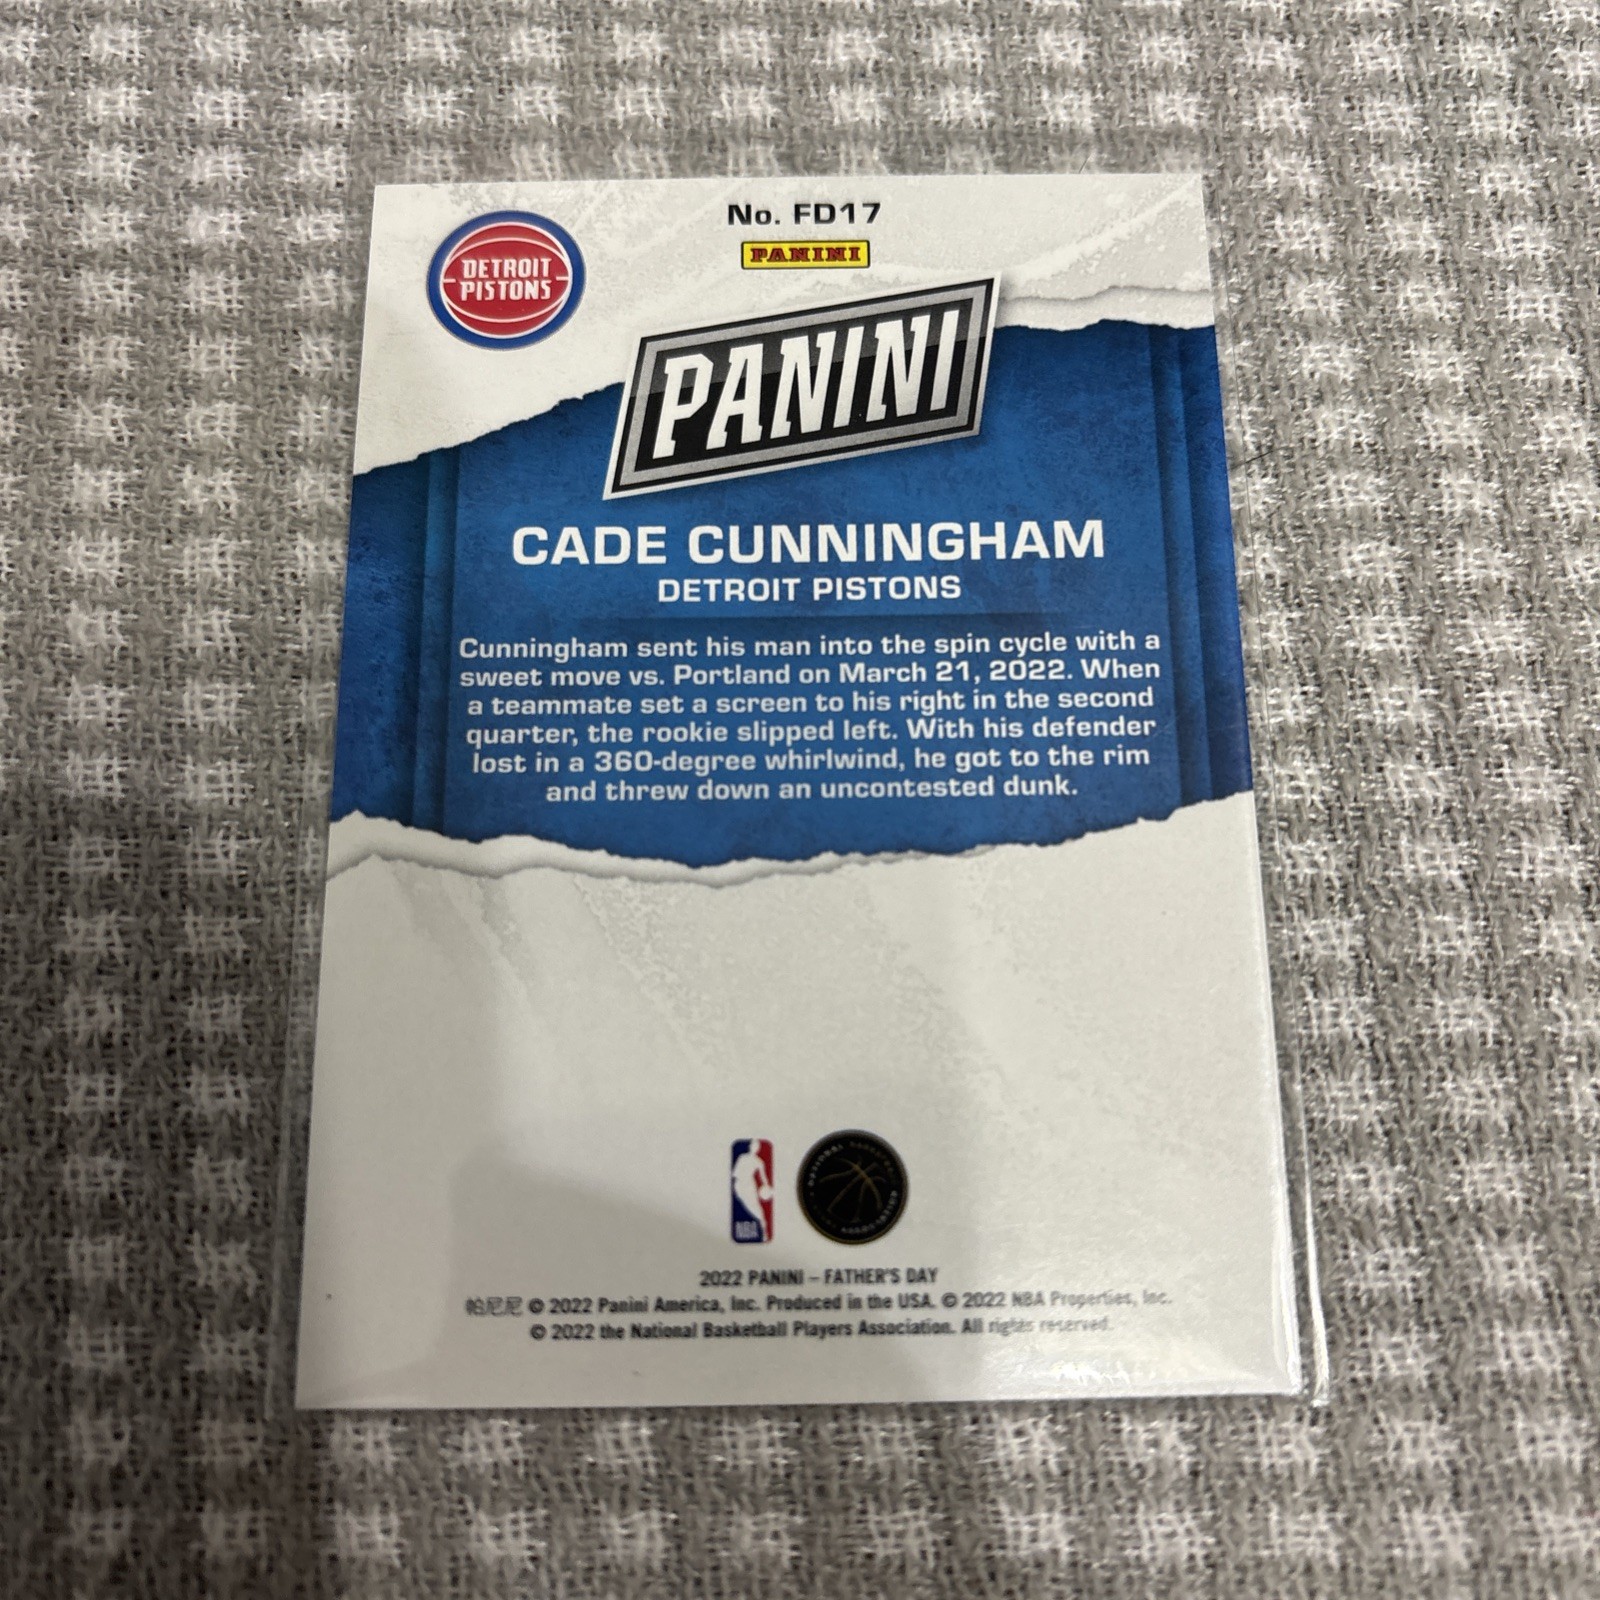 No. FD17
PANINI
DETROIT
PISTONS
PANINI
CADE CUNNINGHAM
DETROIT PISTONS
Cunningham sent his man into the spin cycle with a
sweet move vs. Portland on March 21, 2022. When
a teammate set a screen to his right in the second
quarter, the rookie slipped left. With his defender
lost in a 360-degree whirlwind, he got to the rim
and threw down an uncontested dunk.
NBA
2022 PANINI – FATHER'S DAY
帕尼尼 © 2022 Panini America, Inc. Produced in the USA. © 2022 NBA Properties, Inc.
© 2022 the National Basketball Players Association. All rights reserved.